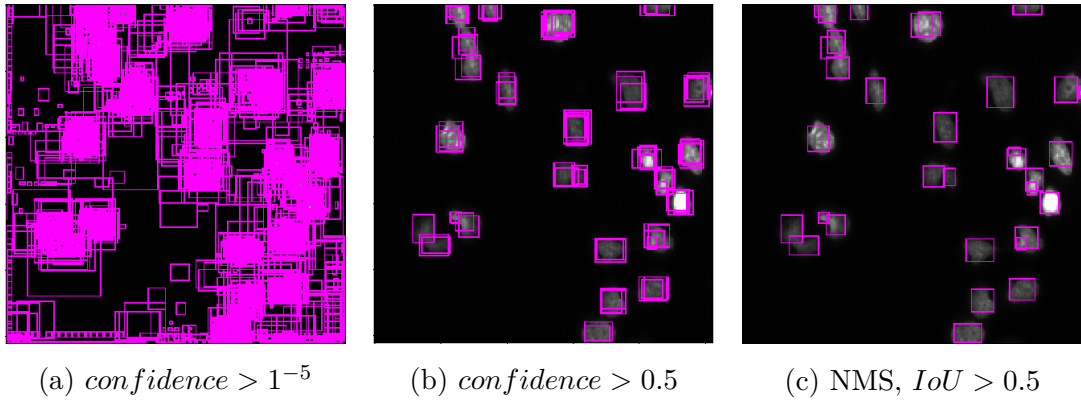 (a) confidence > 1⁻⁵
(b) confidence > 0.5
(c) NMS, IoU > 0.5